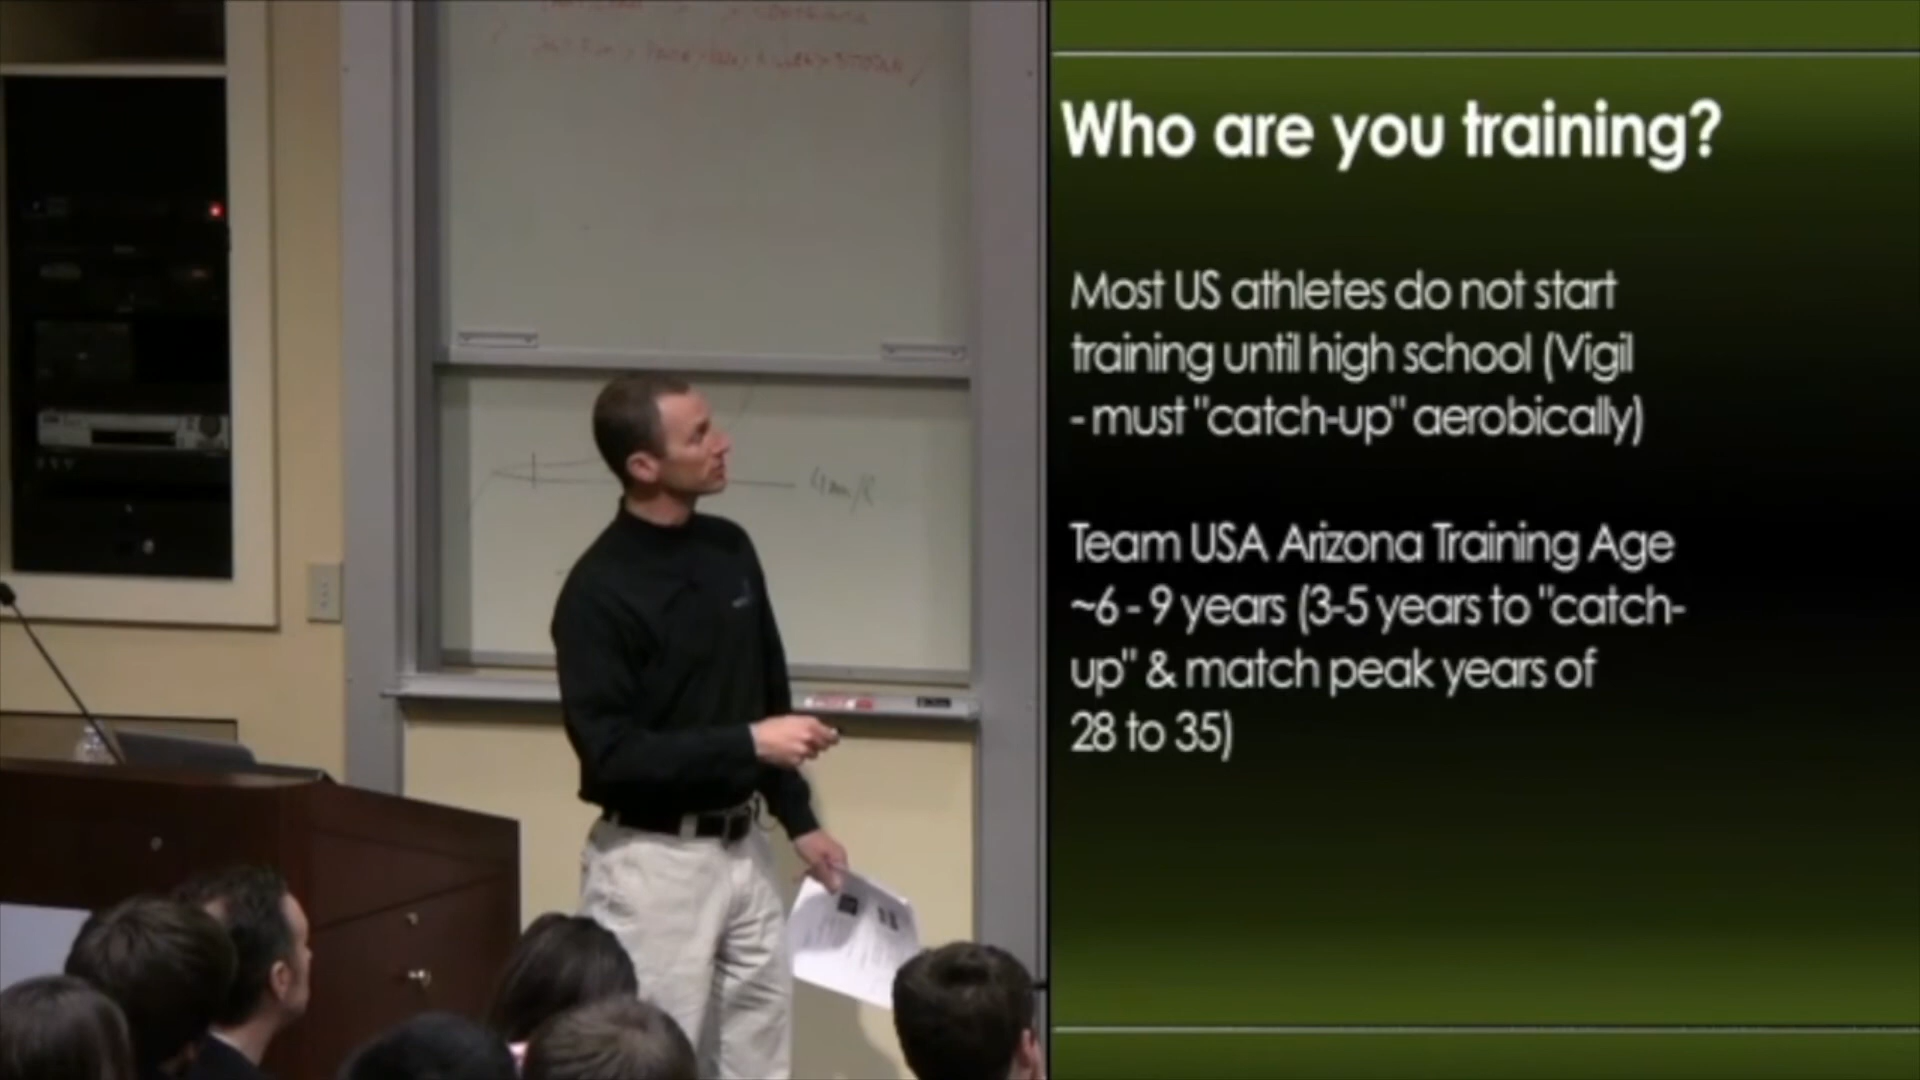 Who are you training?
Most US athletes do not start
training until high school (Vigil
- must "catch-up" aerobically)
Team USA Arizona Training Age
~6 - 9 years (3-5 years to "catch-
up" & match peak years of
28 to 35)